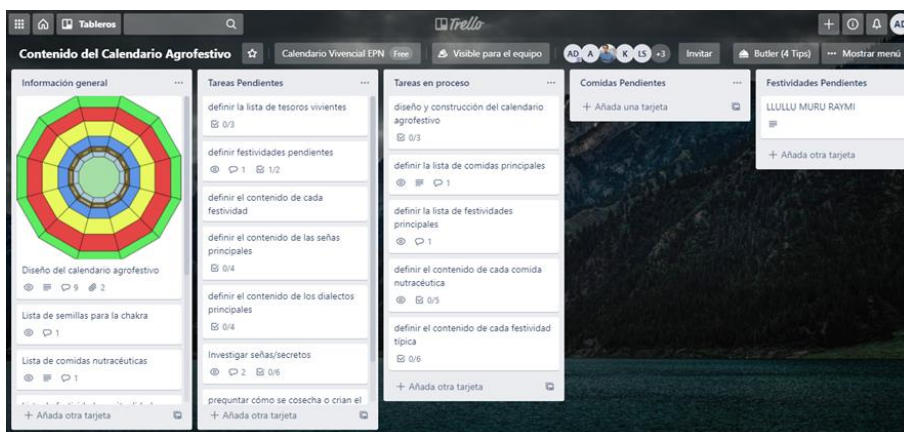 Tableros
Trello
AD
Contenido del Calendario Agrofestivo
Calendario Vivencial EPN Free
Visible para el equipo
AD A K LS +3
Invitar
Butler (4 Tips)
... Mostrar menú
Información general ...
Diseño del calendario agrofestivo
9 2
Lista de semillas para la chakra
1
Lista de comidas nutracéuticas
1
+ Añada otra tarjeta
Tareas Pendientes ...
definir la lista de tesoros vivientes
0/3
definir festividades pendientes
1 1/2
definir el contenido de cada
festividad
definir el contenido de las señas
principales
0/4
definir el contenido de los dialectos
principales
0/4
Investigar señas/secretos
2 0/6
preguntar cómo se cosecha o crian el
+ Añada otra tarjeta
Tareas en proceso ...
diseño y construcción del calendario
agrofestivo
0/3
definir la lista de comidas principales
1
definir la lista de festividades
principales
1
definir el contenido de cada comida
nutracéutica
0/5
definir el contenido de cada festividad
típica
0/6
+ Añada otra tarjeta
Comidas Pendientes ...
+ Añada una tarjeta
Festividades Pendientes
LLULLU MURU RAYMI
+ Añada otra tarjeta